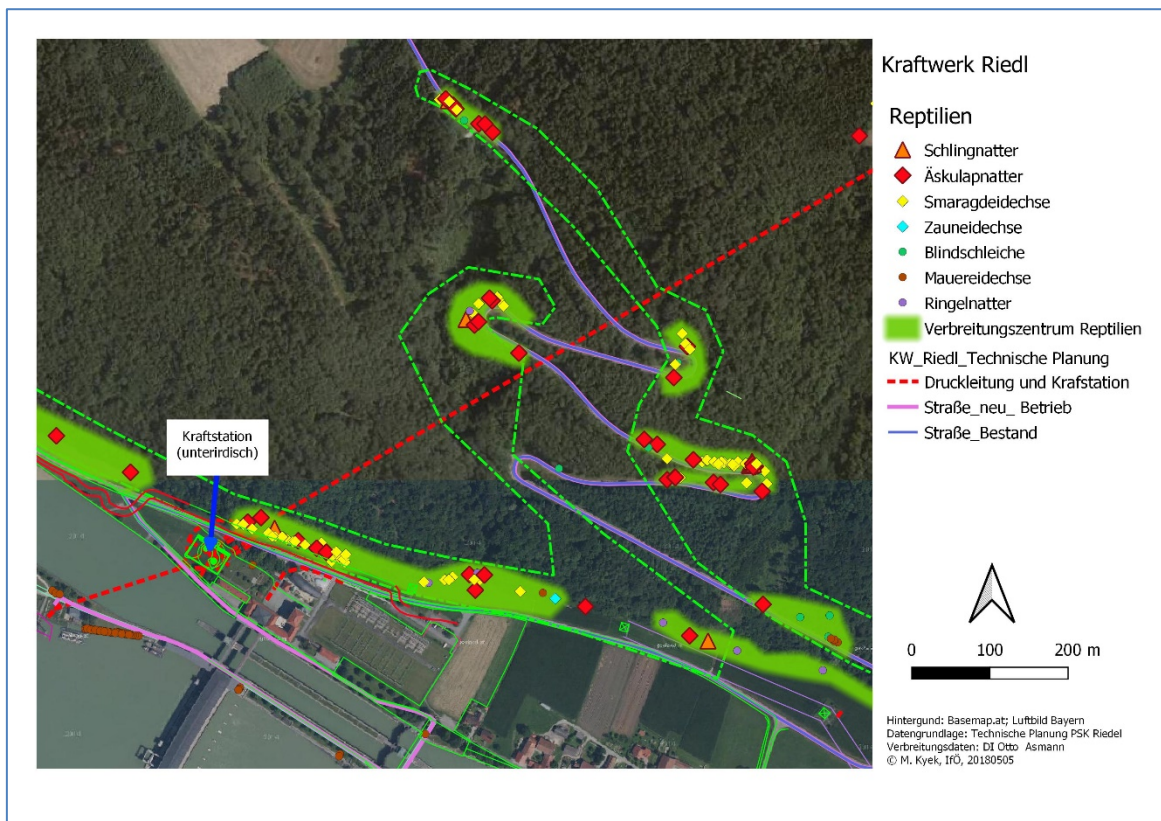 Kraftwerk Riedl
Reptilien
Schlingnatter
Äskulapnatter
Smaragdeidechse
Zauneidechse
Blindschleiche
Mauereidechse
Ringelnatter
Verbreitungszentrum Reptilien
KW_Riedl_Technische Planung
Druckleitung und Krafstation
Straße_neu_ Betrieb
Straße_Bestand
Kraftstation
(unterirdisch)
0 100 200 m
Hintergund: Basemap.at; Luftbild Bayern
Datengrundlage: Technische Planung PSK Riedel
Verbreitungsdaten: DI Otto Asmann
© M. Kyek, IfÖ, 20180505